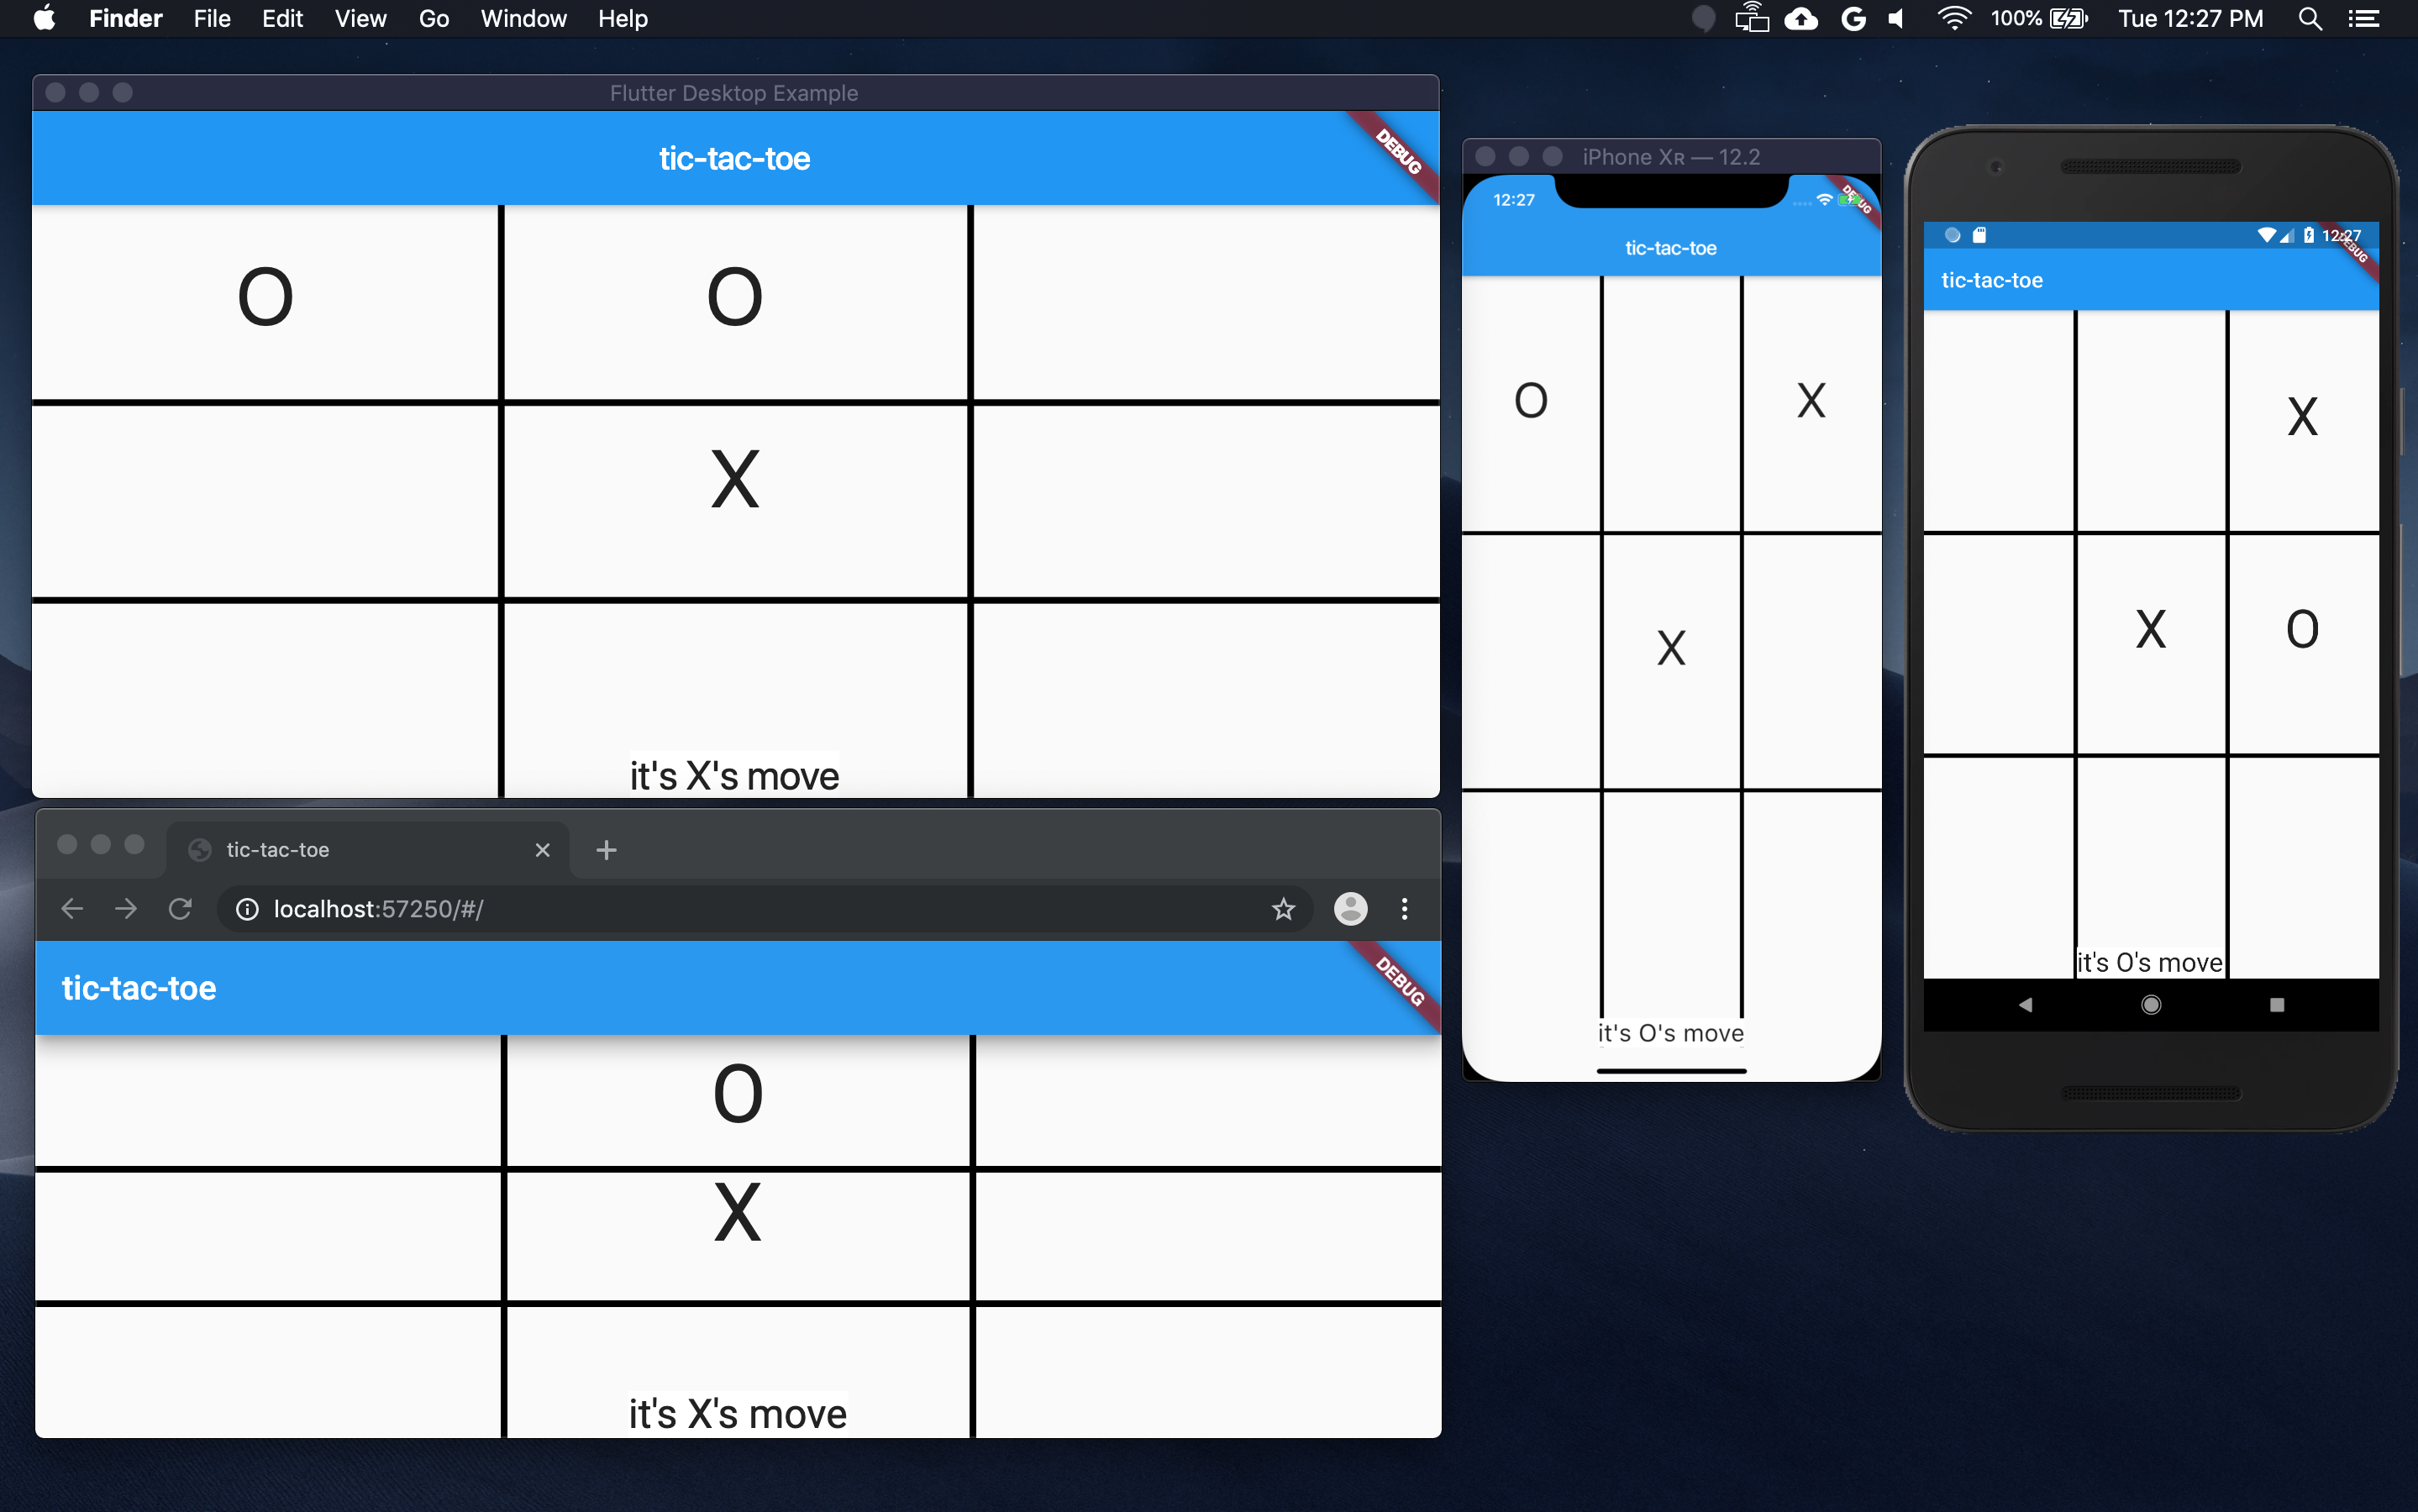 Finder File Edit View Go Window Help 100% Tue 12:27 PM
Flutter Desktop Example
tic-tac-toe
DEBUG
O O
X
it's X's move
tic-tac-toe
localhost:57250/#/
tic-tac-toe
DEBUG
O
X
it's X's move
iPhone XR — 12.2
12:27
DEBUG
tic-tac-toe
O X
X
it's O's move
12:27
DEBUG
tic-tac-toe
X
X O
it's O's move